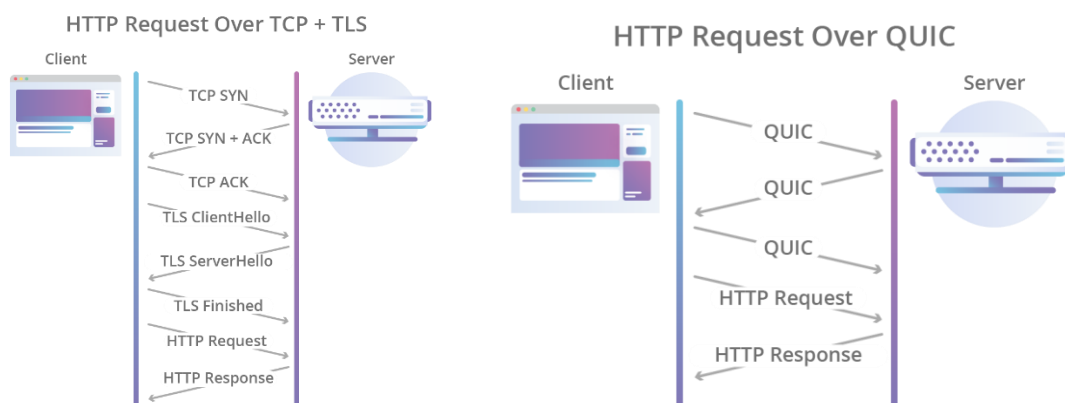 HTTP Request Over TCP + TLS
Client
Server
TCP SYN
TCP SYN + ACK
TCP ACK
TLS ClientHello
TLS ServerHello
TLS Finished
HTTP Request
HTTP Response
HTTP Request Over QUIC
Client
Server
QUIC
QUIC
QUIC
HTTP Request
HTTP Response